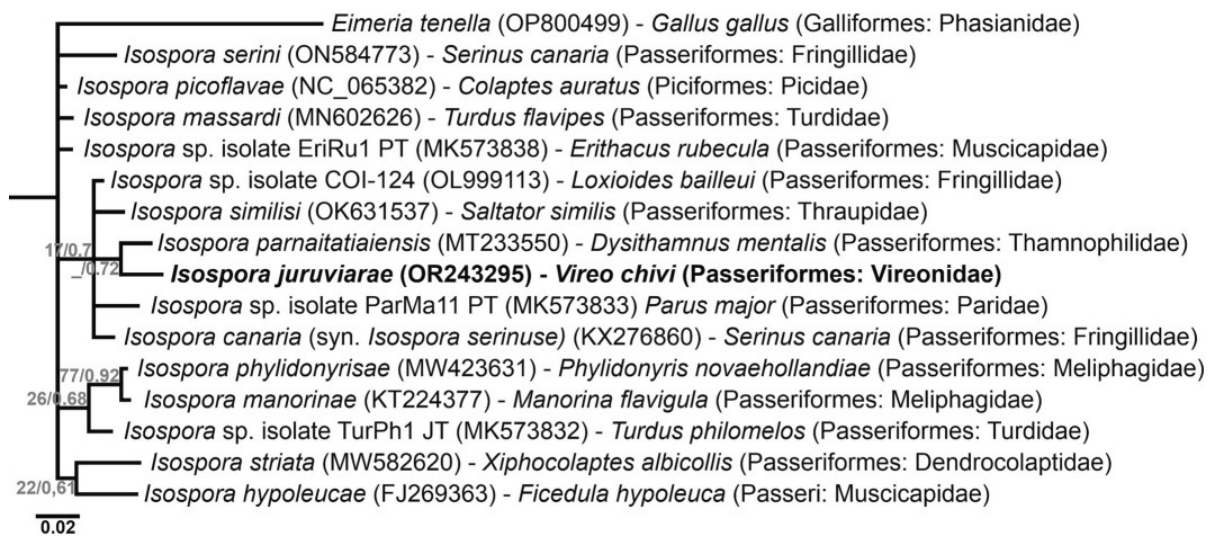 Eimeria tenella (OP800499) - Gallus gallus (Galliformes: Phasianidae)
Isospora serini (ON584773) - Serinus canaria (Passeriformes: Fringillidae)
Isospora picoflavae (NC_065382) - Colaptes auratus (Piciformes: Picidae)
Isospora massardi (MN602626) - Turdus flavipes (Passeriformes: Turdidae)
Isospora sp. isolate EriRu1 PT (MK573838) - Erithacus rubecula (Passeriformes: Muscicapidae)
Isospora sp. isolate COI-124 (OL999113) - Loxioides bailleui (Passeriformes: Fringillidae)
Isospora similisi (OK631537) - Saltator similis (Passeriformes: Thraupidae)
17/0.7 Isospora parnaitatiaiensis (MT233550) - Dysithamnus mentalis (Passeriformes: Thamnophilidae)
_/0.72 Isospora juruviarae (OR243295) - Vireo chivi (Passeriformes: Vireonidae)
Isospora sp. isolate ParMa11 PT (MK573833) Parus major (Passeriformes: Paridae)
Isospora canaria (syn. Isospora serinuse) (KX276860) - Serinus canaria (Passeriformes: Fringillidae)
77/0.92 Isospora phylidonyrisae (MW423631) - Phylidonyris novaehollandiae (Passeriformes: Meliphagidae)
26/0.68 Isospora manorinae (KT224377) - Manorina flavigula (Passeriformes: Meliphagidae)
Isospora sp. isolate TurPh1 JT (MK573832) - Turdus philomelos (Passeriformes: Turdidae)
Isospora striata (MW582620) - Xiphocolaptes albicollis (Passeriformes: Dendrocolaptidae)
22/0,61 Isospora hypoleucae (FJ269363) - Ficedula hypoleuca (Passeri: Muscicapidae)
0.02